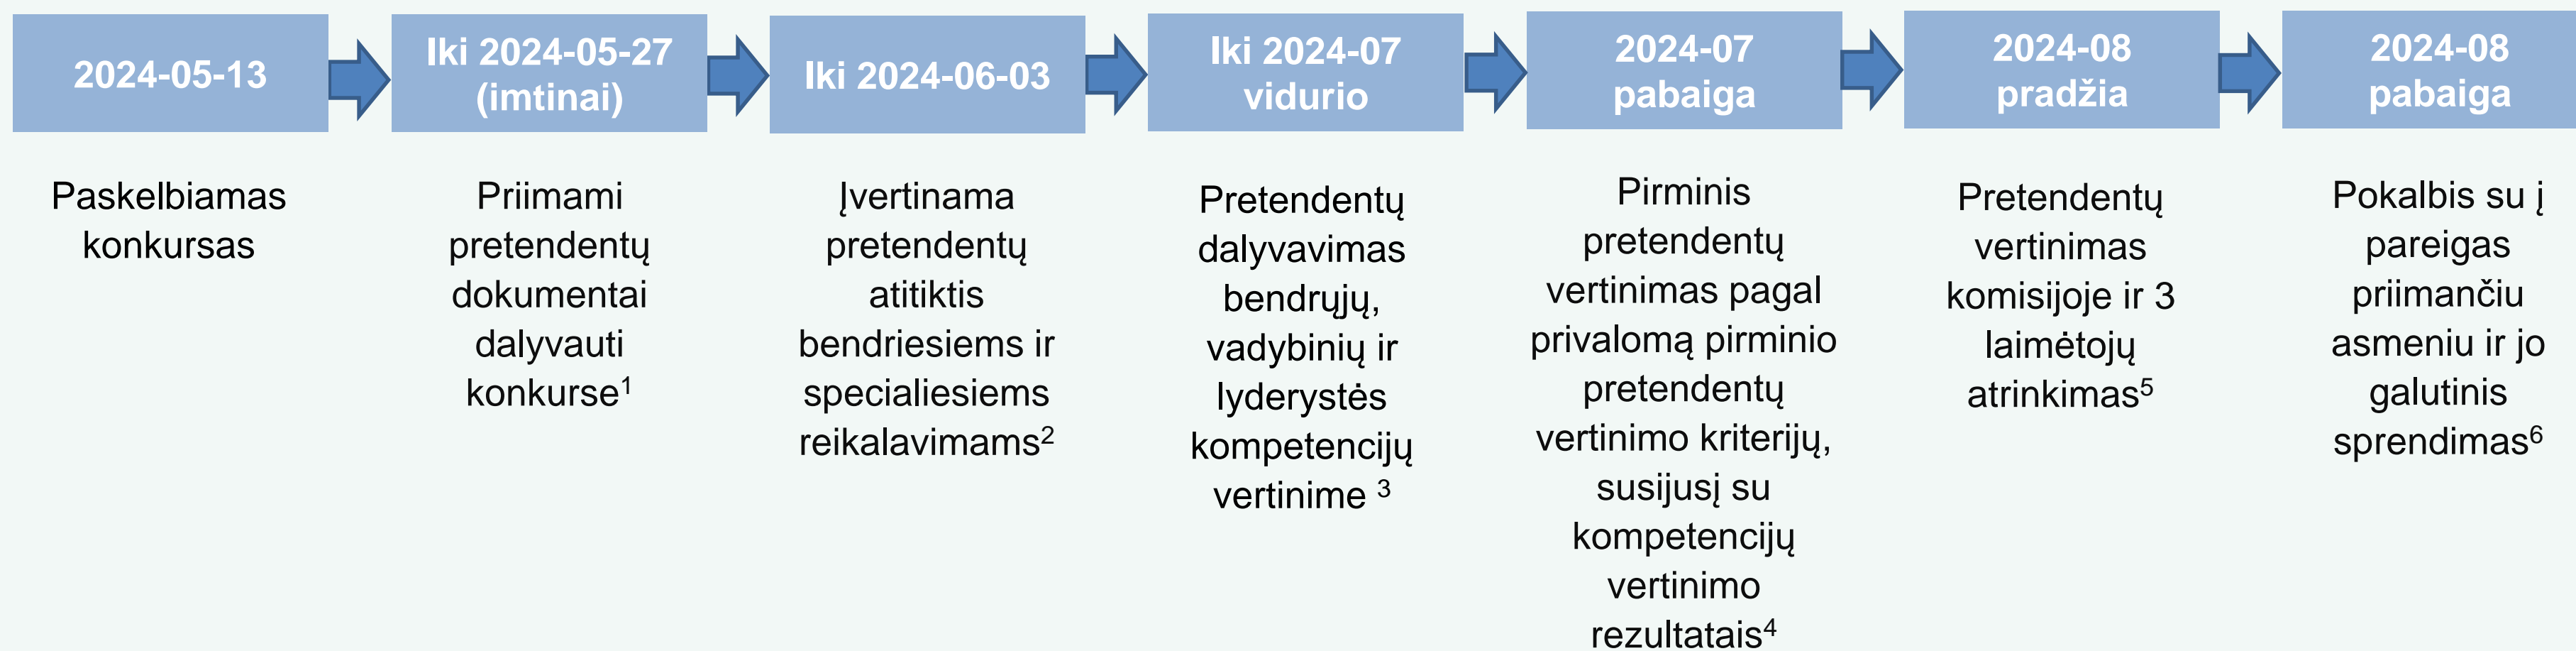 2024-05-13
Iki 2024-05-27
(imtinai)
Iki 2024-06-03
Iki 2024-07
vidurio
2024-07
pabaiga
2024-08
pradžia
2024-08
pabaiga
Paskelbiamas
konkursas
Priimami
pretendentų
dokumentai
dalyvauti
konkurse¹
Įvertinama
pretendentų
atitiktis
bendriesiems ir
specialiesiems
reikalavimams²
Pretendentų
dalyvavimas
bendrųjų,
vadybinių ir
lyderystės
kompetencijų
vertinime ³
Pirminis
pretendentų
vertinimas pagal
privalomą pirminio
pretendentų
vertinimo kriterijų,
susijusį su
kompetencijų
vertinimo
rezultatais⁴
Pretendentų
vertinimas
komisijoje ir 3
laimėtojų
atrinkimas⁵
Pokalbis su į
pareigas
priimančiu
asmeniu ir jo
galutinis
sprendimas⁶